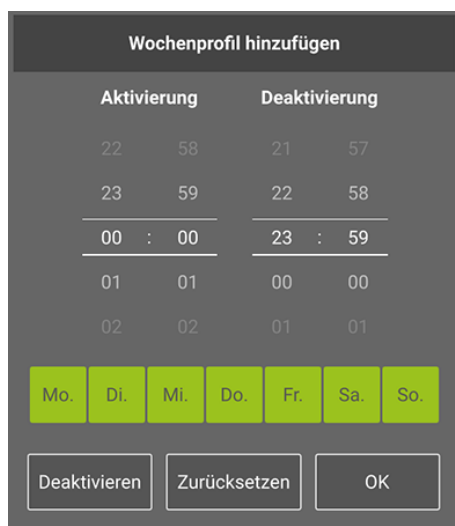 Wochenprofil hinzufügen
Aktivierung Deaktivierung
22 58 21 57
23 59 22 58
00 : 00 23 : 59
01 01 00 00
02 02 01 01
Mo. Di. Mi. Do. Fr. Sa. So.
Deaktivieren Zurücksetzen OK